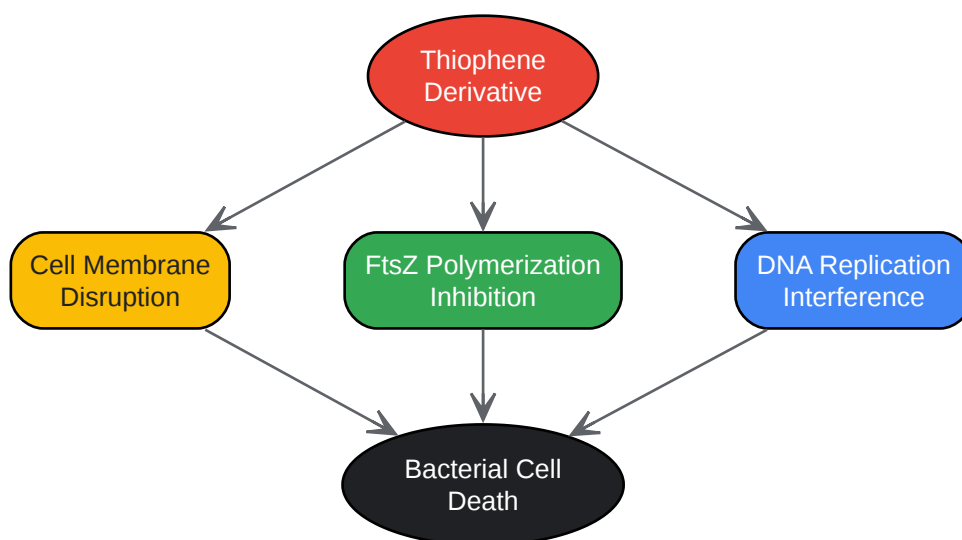 Thiophene
Derivative
Cell Membrane
Disruption
FtsZ Polymerization
Inhibition
DNA Replication
Interference
Bacterial Cell
Death